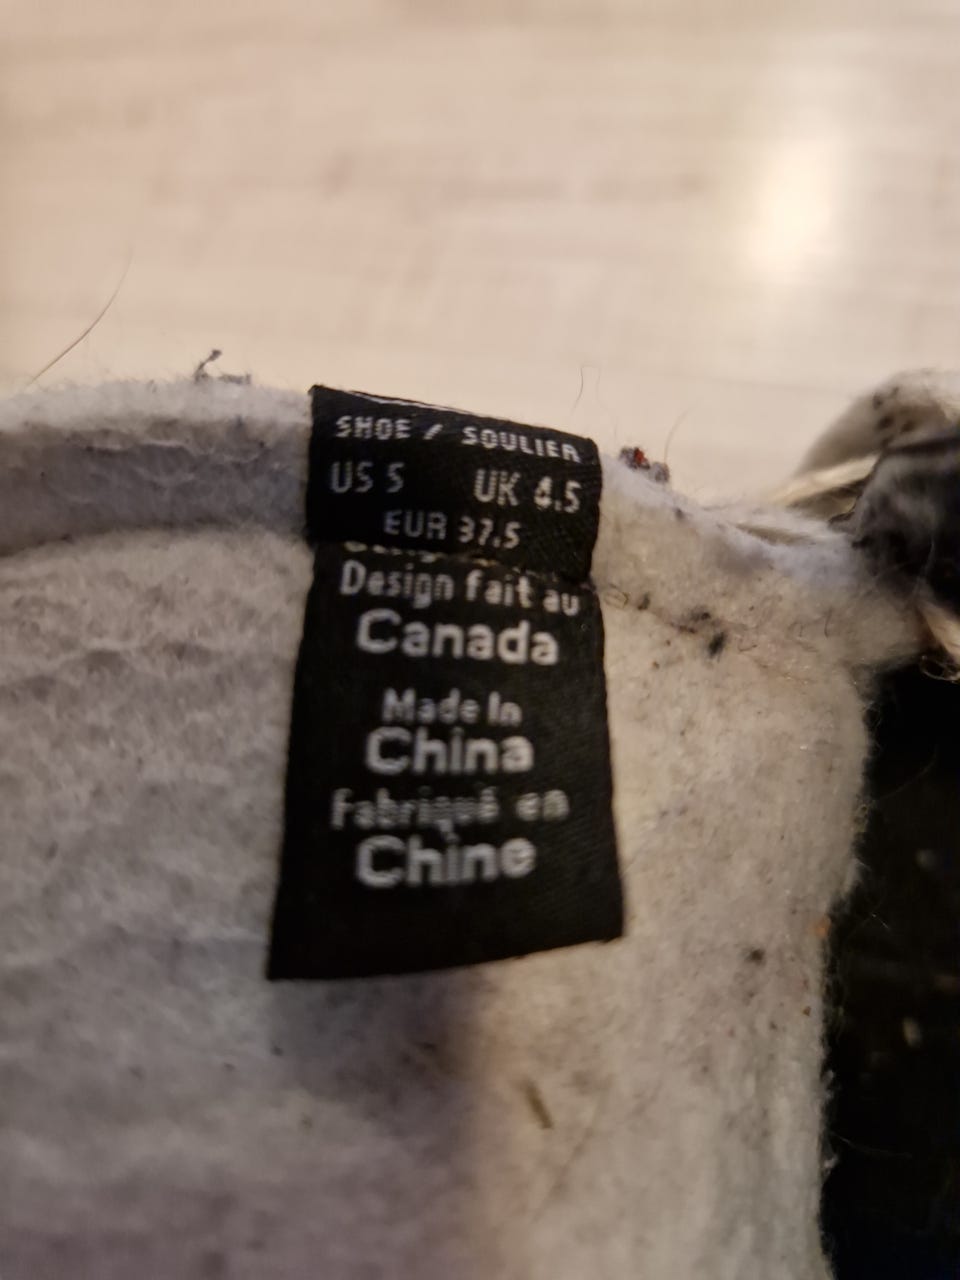 SHOE / SOULIER
US 5 UK 4.5
EUR 37.5
Design fait au
Canada
Made In
China
Fabriqué en
Chine